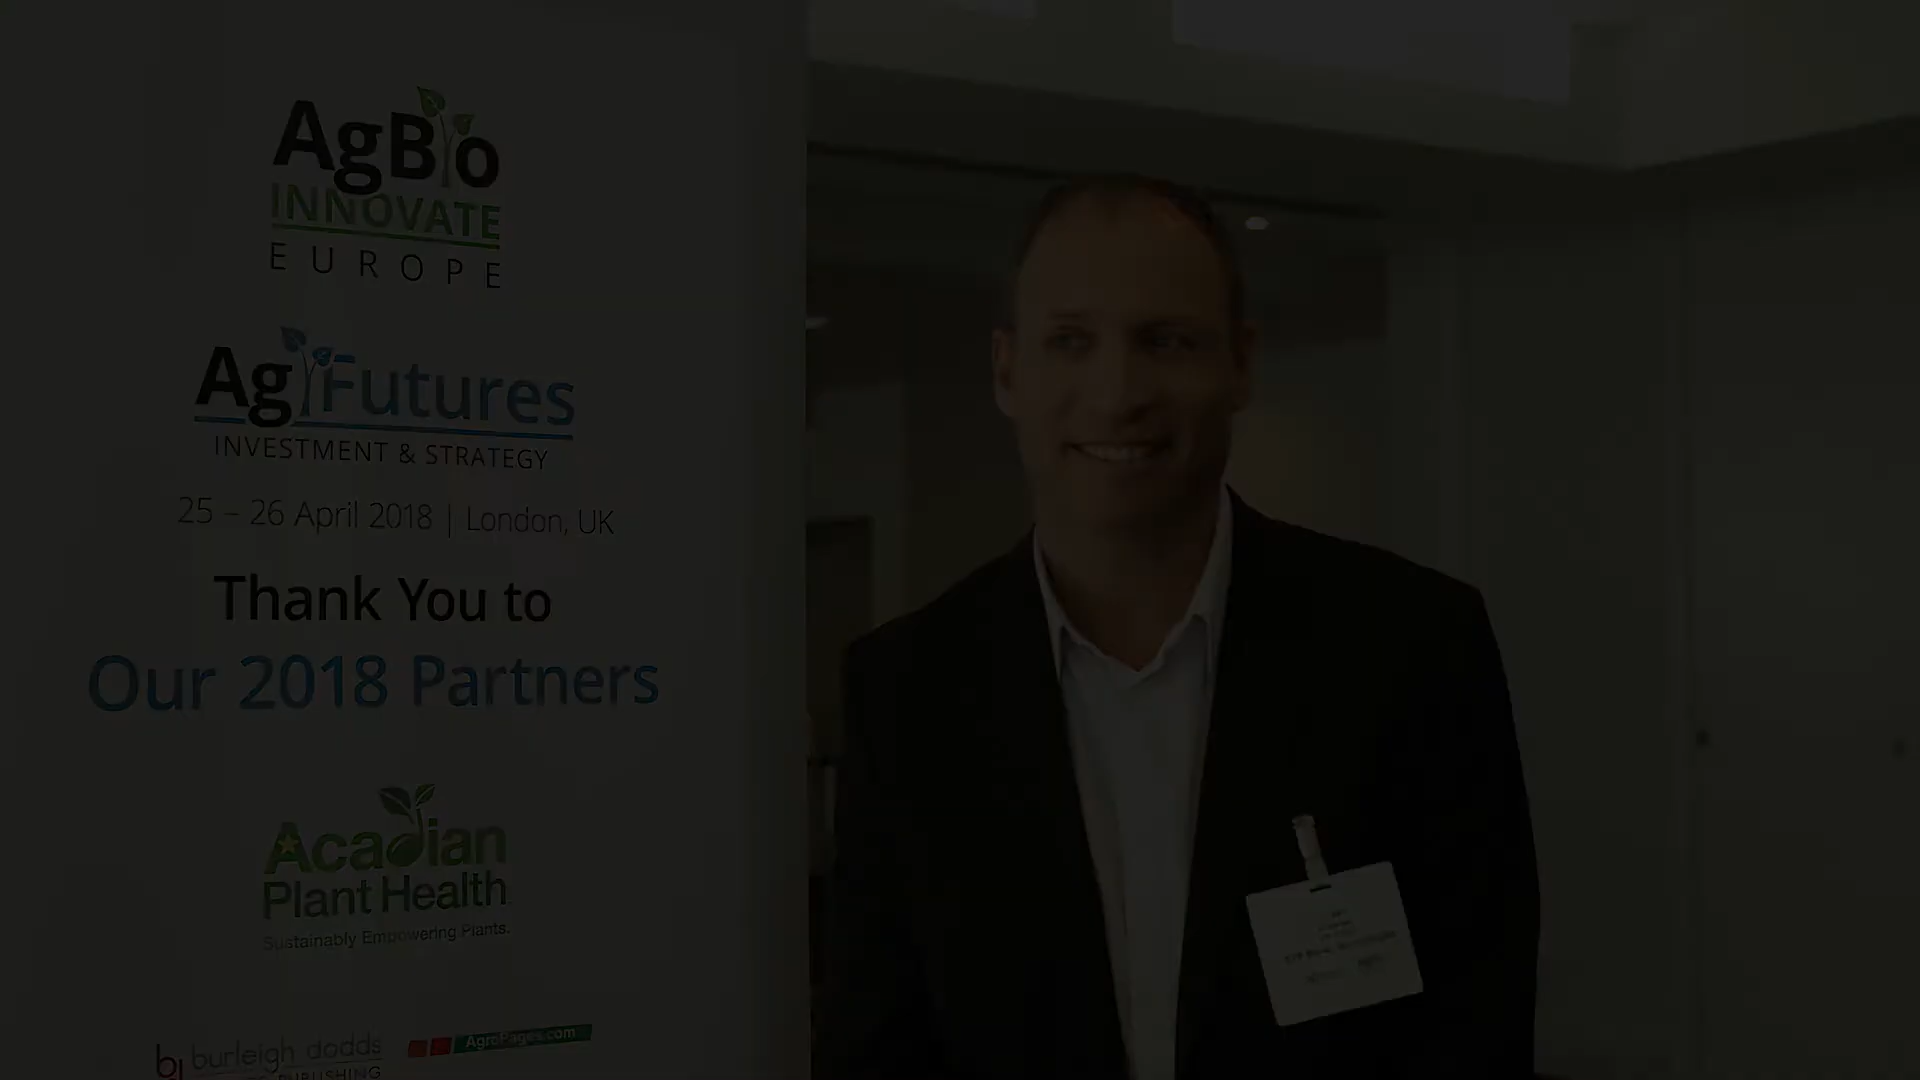 AgBio
INNOVATE
EUROPE
AgriFutures
INVESTMENT & STRATEGY
25 – 26 April 2018 | London, UK
Thank You to
Our 2018 Partners
Acadian
Plant Health
Sustainably Empowering Plants.
burleigh dodds
AgroPages.com
PUBLISHING